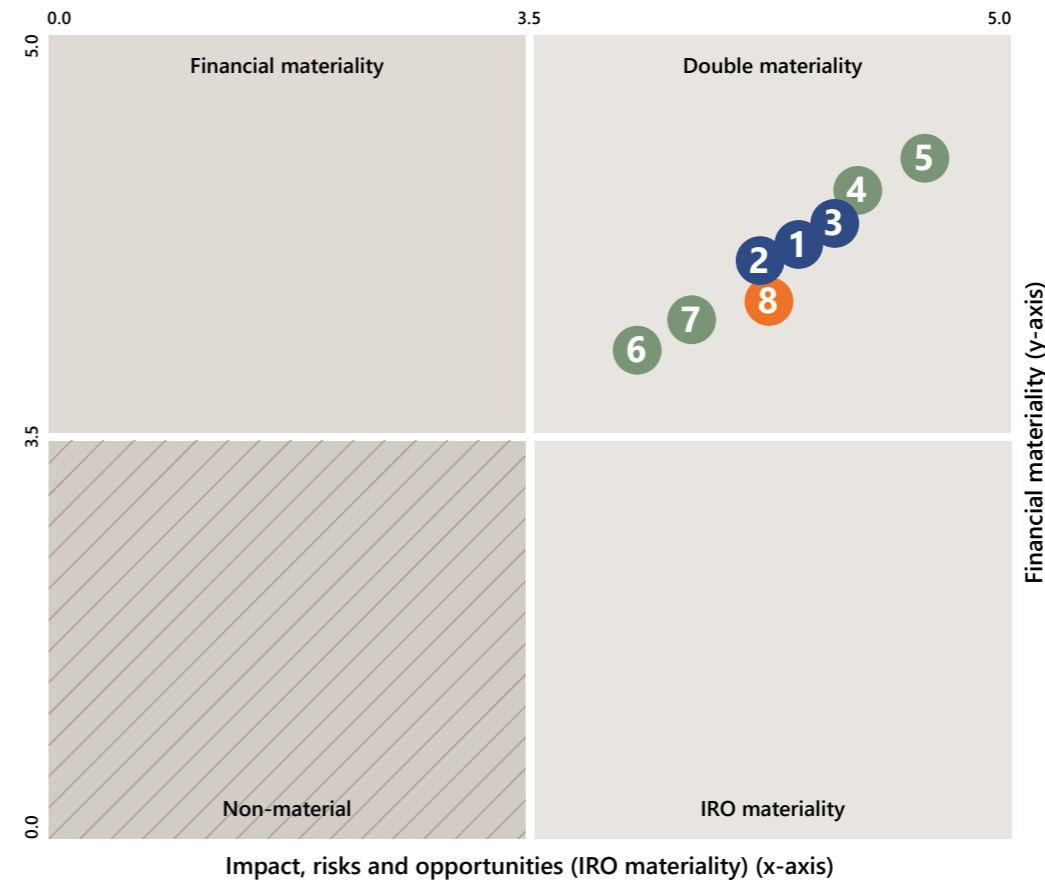 0.0
3.5
5.0
5.0
Financial materiality
Double materiality
5
4
3
1
2
8
7
6
3.5
Financial materiality (y-axis)
Non-material
IRO materiality
0.0
Impact, risks and opportunities (IRO materiality) (x-axis)